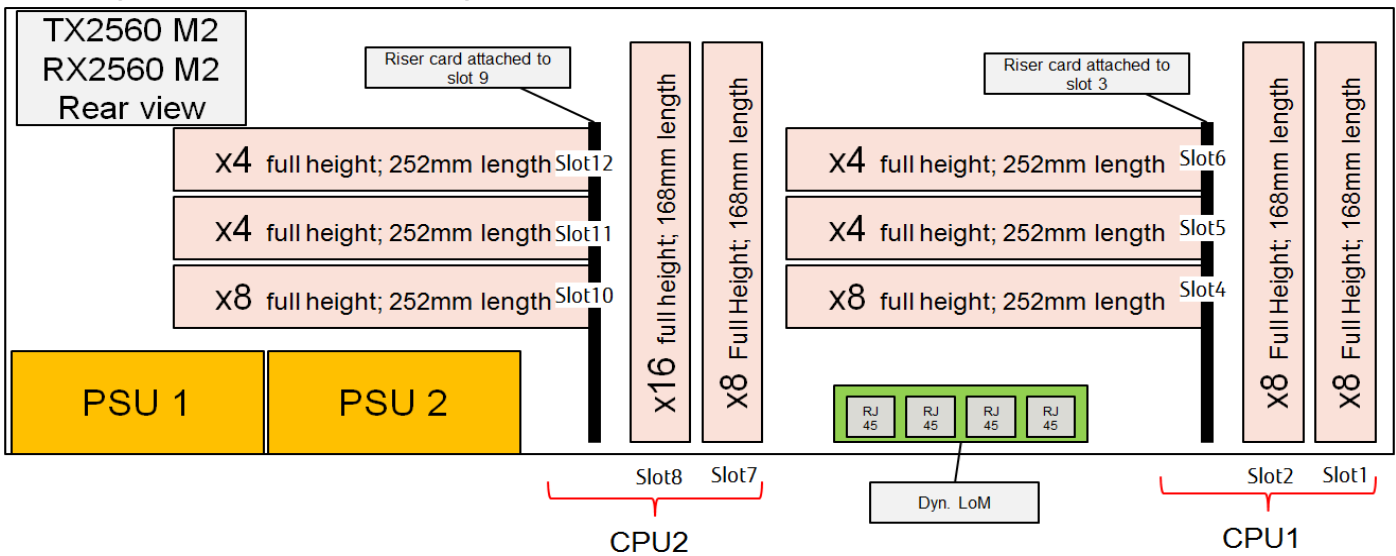 TX2560 M2
RX2560 M2
Rear view
Riser card attached to
slot 9
Riser card attached to
slot 3
x4 full height; 252mm length Slot12
x4 full height; 252mm length Slot11
x8 full height; 252mm length Slot10
x16 full height; 168mm length
x8 Full Height; 168mm length
x4 full height; 252mm length Slot6
x4 full height; 252mm length Slot5
x8 full height; 252mm length Slot4
x8 Full Height; 168mm length
x8 Full Height; 168mm length
PSU 1
PSU 2
RJ
45
RJ
45
RJ
45
RJ
45
Slot8
Slot7
Dyn. LoM
Slot2
Slot1
CPU2
CPU1